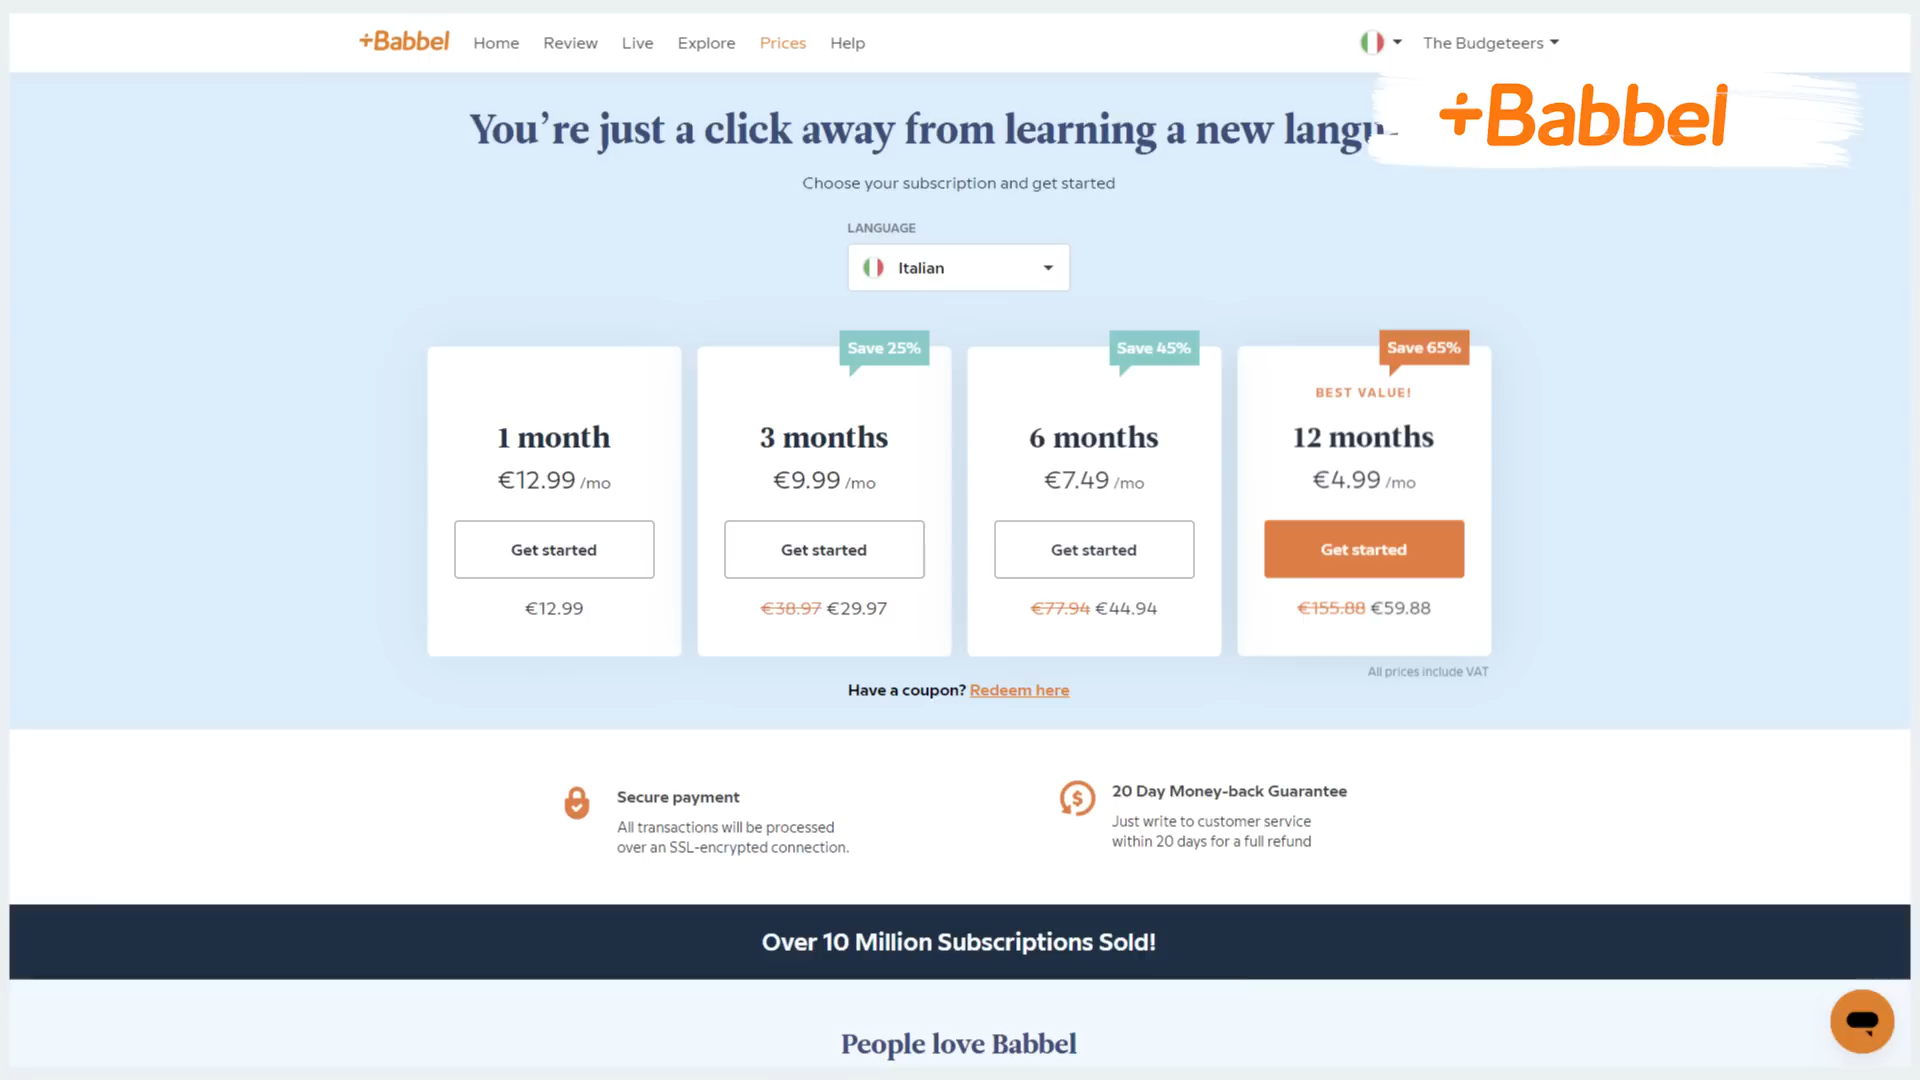 +Babbel
Home
Review
Live
Explore
Prices
Help
The Budgeteers
+Babbel
You're just a click away from learning a new
Choose your subscription and get started
LANGUAGE
Italian
1 month
€12.99 /mo
Get started
€12.99
Save 25%
3 months
€9.99 /mo
Get started
€38.97 €29.97
Save 45%
6 months
€7.49 /mo
Get started
€77.94 €44.94
Save 65%
BEST VALUE!
12 months
€4.99 /mo
Get started
€155.88 €59.88
All prices include VAT
Have a coupon? Redeem here
Secure payment
All transactions will be processed
over an SSL-encrypted connection.
20 Day Money-back Guarantee
Just write to customer service
within 20 days for a full refund
Over 10 Million Subscriptions Sold!
People love Babbel